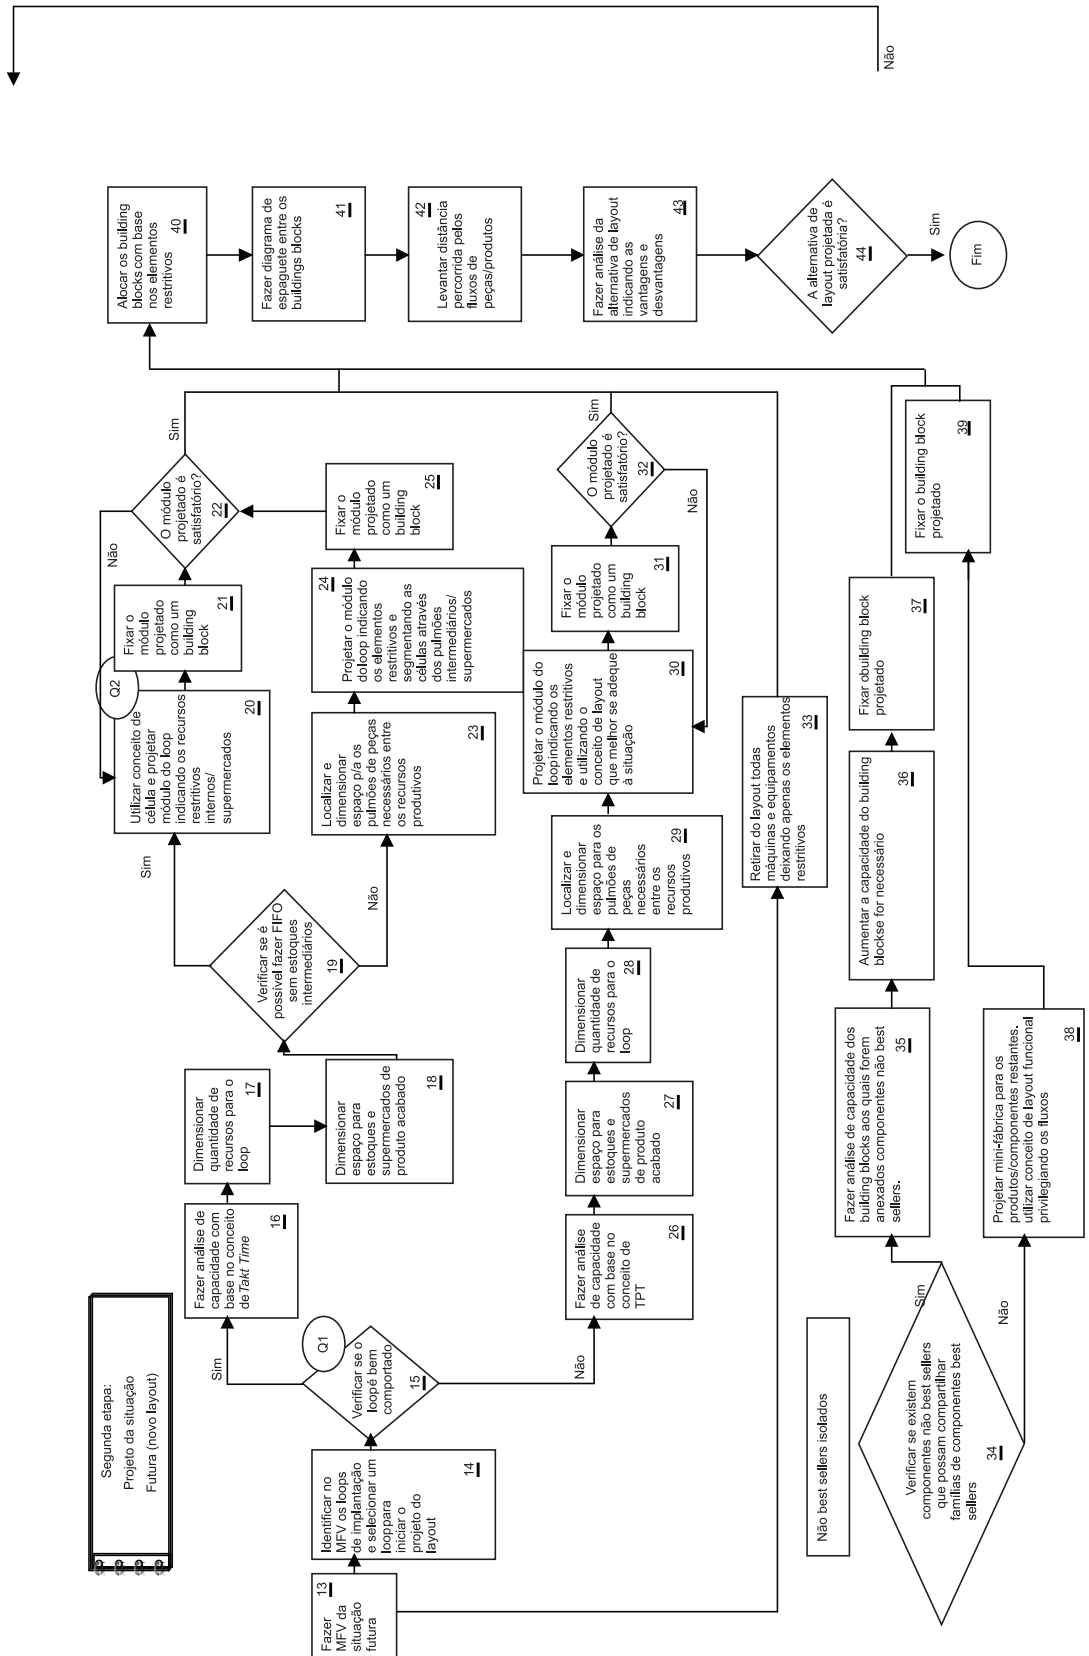 Segunda etapa:
Projeto da situação
Futura (novo layout)
Fazer
MFV da
situação
futura
13
Identificar no
MFV os loops
de implantação
e selecionar um
looppara
iniciar o
projeto do
layout
14
Verificar se o
loopé bem
comportado
15
Q1
Sim
Não
Fazer análise de
capacidade com
base no conceito
deTakt Time
16
Dimensionar
quantidade de
recursos para o
loop
17
Dimensionar
espaço para
estoques e
supermercados de
produto acabado
18
Verificar se é
possível fazer FIFO
sem estoques
intermediários
19
Sim
Não
Utilizar conceito de
célula e projetar
módulo do loop
indicando os recursos
restritivos
internos/
supermercados
20
Q2
Fixar o
módulo
projetado
como um
building
block
21
O módulo
projetado é
satisfatório?
22
Não
Sim
Localizar e
dimensionar
espaço p/a os
pulmões de peças
necessários entre
os recursos
produtivos
23
Projetar o módulo
doloop indicando
os elementos
restritivos e
segmentando as
células através
dos pulmões
intermediários/
supermercados
24
Fixar o
módulo
projetado
como um
building
block
25
Fazer análise
de capacidade
com base no
conceito de
TPT
26
Dimensionar
espaço para
estoques e
supermercados
de produto
acabado
27
Dimensionar
quantidade de
recursos para o
loop
28
Localizar e
dimensionar
espaço para os
pulmões de
peças
necessários
entre os
recursos
produtivos
29
Projetar o módulo do
loopindicando os
elementos restritivos
e utilizando o
conceito de layout
que melhor se adeque
à situação
30
Fixar o
módulo
projetado
como um
building
block
31
O módulo
projetado é
satisfatório?
32
Sim
Não
Retirar do layout todas
máquinas e equipamentos
deixando apenas os elementos
restritivos
33
Não best sellers isolados
Verificar se existem
componentes não best sellers
que possam compartilhar
famílias de componentes best
sellers
34
Sim
Não
Fazer análise de capacidade dos
building blocks aos quais forem
anexados componentes não best
sellers.
35
Aumentar a capacidade do building
blockse for necessário
36
Fixar obuilding block
projetado
37
Projetar mini-fábrica para os
produtos/componentes restantes.
utilizar conceito de layout funcional
privilegiando os fluxos
38
Fixar o building block
projetado
39
Alocar os building
blocks com base
nos elementos
restritivos
40
Fazer diagrama de
espaguete entre os
buildings blocks
41
Levantar distância
percorrida pelos
fluxos de
peças/produtos
42
Fazer análise da
alternativa de layout
indicando as
vantagens e
desvantagens
43
A alternativa de
layout projetada é
satisfatória?
44
Sim
Fim
Não